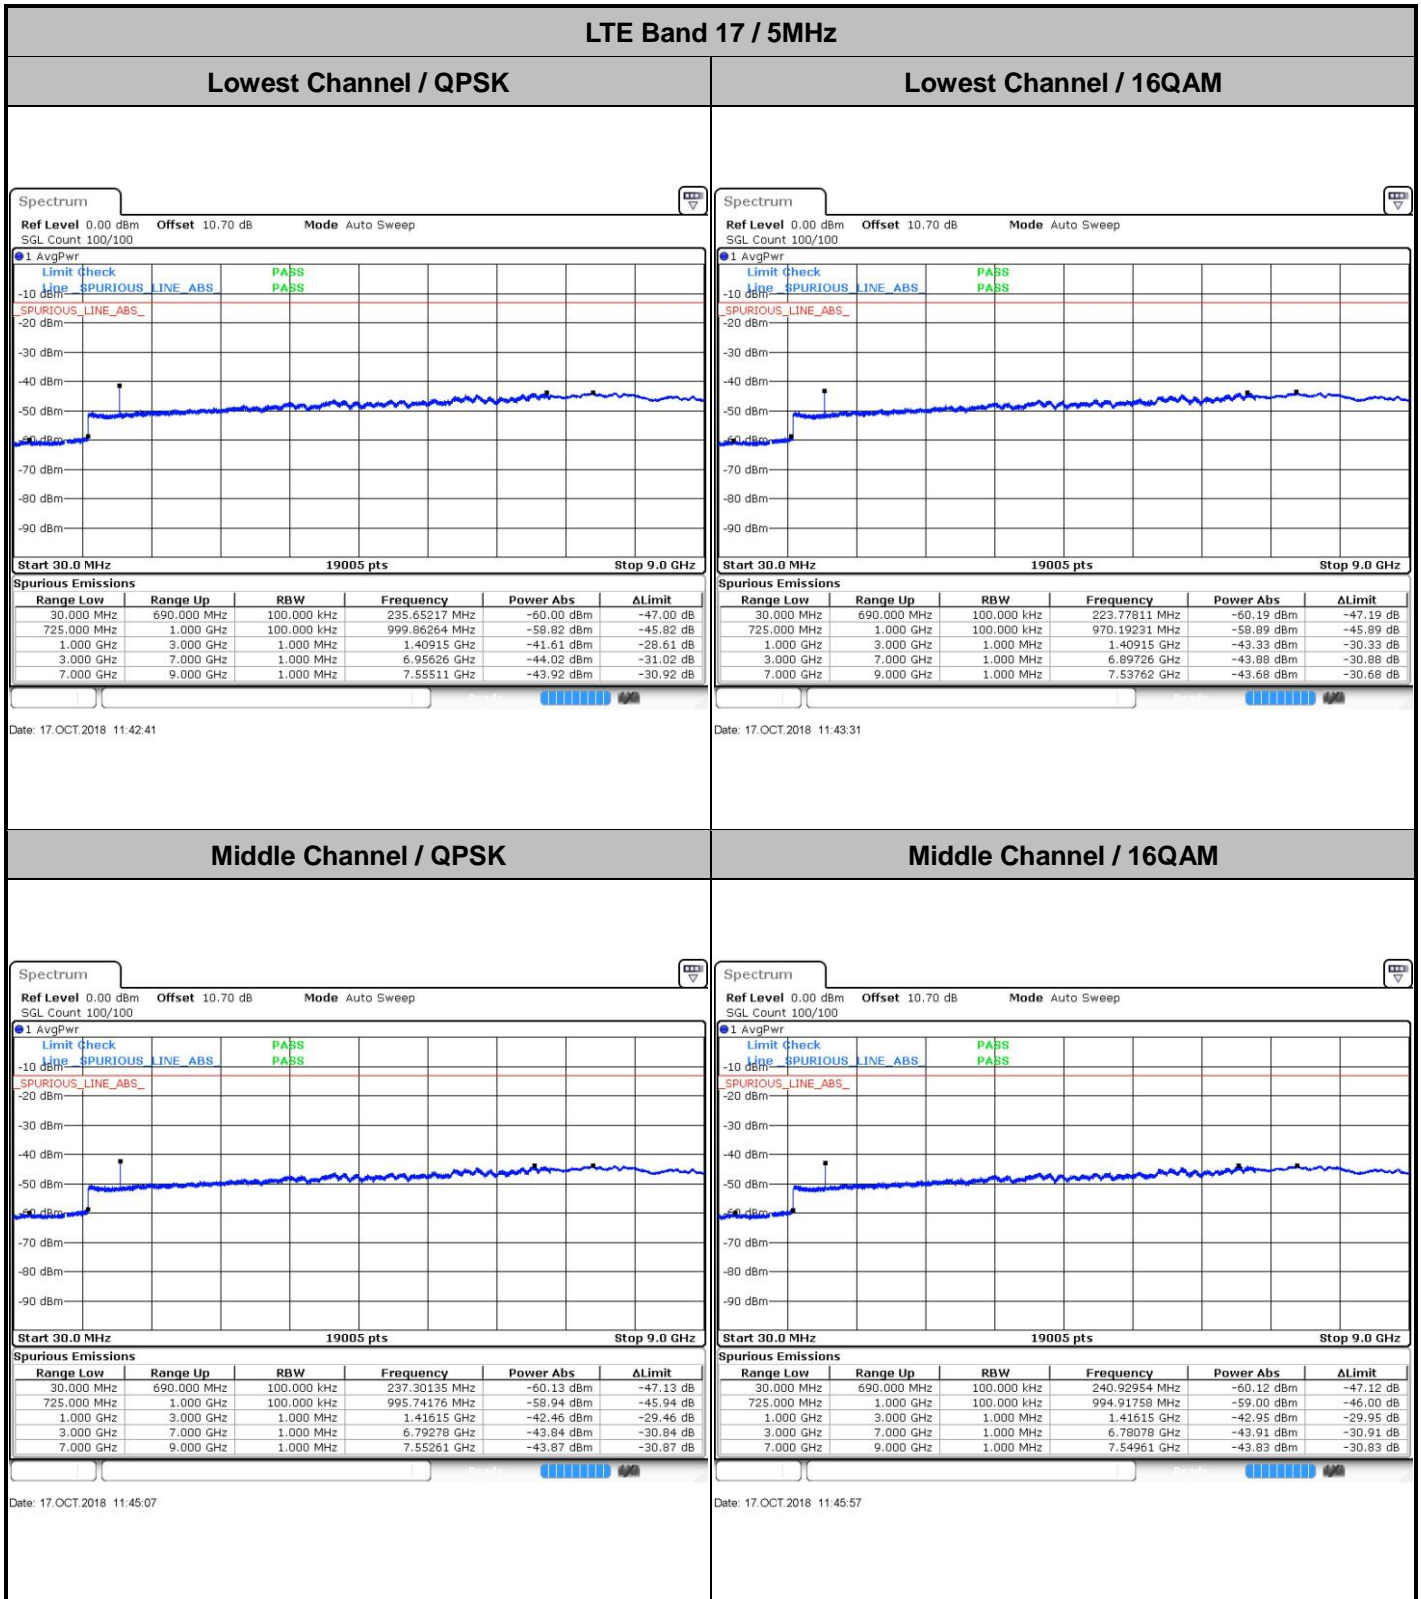 LTE Band 17 / 5MHz
Lowest Channel / QPSK
Lowest Channel / 16QAM
Spectrum
Ref Level 0.00 dBm Offset 10.70 dB Mode Auto Sweep
SGL Count 100/100
1 AvgPwr
Limit Check PASS
Line _SPURIOUS_LINE_ABS_ PASS
-10 dBm
_SPURIOUS_LINE_ABS_
-20 dBm
-30 dBm
-40 dBm
-50 dBm
-60 dBm
-70 dBm
-80 dBm
-90 dBm
Start 30.0 MHz 19005 pts Stop 9.0 GHz
Spurious Emissions
Range Low Range Up RBW Frequency Power Abs ΔLimit
30.000 MHz 690.000 MHz 100.000 kHz 235.65217 MHz -60.00 dBm -47.00 dB
725.000 MHz 1.000 GHz 100.000 kHz 999.86264 MHz -58.82 dBm -45.82 dB
1.000 GHz 3.000 GHz 1.000 MHz 1.40915 GHz -41.61 dBm -28.61 dB
3.000 GHz 7.000 GHz 1.000 MHz 6.95626 GHz -44.02 dBm -31.02 dB
7.000 GHz 9.000 GHz 1.000 MHz 7.55511 GHz -43.92 dBm -30.92 dB
Date: 17.OCT.2018 11:42:41
Spectrum
Ref Level 0.00 dBm Offset 10.70 dB Mode Auto Sweep
SGL Count 100/100
1 AvgPwr
Limit Check PASS
Line _SPURIOUS_LINE_ABS_ PASS
-10 dBm
_SPURIOUS_LINE_ABS_
-20 dBm
-30 dBm
-40 dBm
-50 dBm
-60 dBm
-70 dBm
-80 dBm
-90 dBm
Start 30.0 MHz 19005 pts Stop 9.0 GHz
Spurious Emissions
Range Low Range Up RBW Frequency Power Abs ΔLimit
30.000 MHz 690.000 MHz 100.000 kHz 223.77811 MHz -60.19 dBm -47.19 dB
725.000 MHz 1.000 GHz 100.000 kHz 970.19231 MHz -58.89 dBm -45.89 dB
1.000 GHz 3.000 GHz 1.000 MHz 1.40915 GHz -43.33 dBm -30.33 dB
3.000 GHz 7.000 GHz 1.000 MHz 6.89726 GHz -43.88 dBm -30.88 dB
7.000 GHz 9.000 GHz 1.000 MHz 7.53762 GHz -43.68 dBm -30.68 dB
Date: 17.OCT.2018 11:43:31
Middle Channel / QPSK
Middle Channel / 16QAM
Spectrum
Ref Level 0.00 dBm Offset 10.70 dB Mode Auto Sweep
SGL Count 100/100
1 AvgPwr
Limit Check PASS
Line _SPURIOUS_LINE_ABS_ PASS
-10 dBm
_SPURIOUS_LINE_ABS_
-20 dBm
-30 dBm
-40 dBm
-50 dBm
-60 dBm
-70 dBm
-80 dBm
-90 dBm
Start 30.0 MHz 19005 pts Stop 9.0 GHz
Spurious Emissions
Range Low Range Up RBW Frequency Power Abs ΔLimit
30.000 MHz 690.000 MHz 100.000 kHz 237.30135 MHz -60.13 dBm -47.13 dB
725.000 MHz 1.000 GHz 100.000 kHz 995.74176 MHz -58.94 dBm -45.94 dB
1.000 GHz 3.000 GHz 1.000 MHz 1.41615 GHz -42.46 dBm -29.46 dB
3.000 GHz 7.000 GHz 1.000 MHz 6.79278 GHz -43.84 dBm -30.84 dB
7.000 GHz 9.000 GHz 1.000 MHz 7.55261 GHz -43.87 dBm -30.87 dB
Date: 17.OCT.2018 11:45:07
Spectrum
Ref Level 0.00 dBm Offset 10.70 dB Mode Auto Sweep
SGL Count 100/100
1 AvgPwr
Limit Check PASS
Line _SPURIOUS_LINE_ABS_ PASS
-10 dBm
_SPURIOUS_LINE_ABS_
-20 dBm
-30 dBm
-40 dBm
-50 dBm
-60 dBm
-70 dBm
-80 dBm
-90 dBm
Start 30.0 MHz 19005 pts Stop 9.0 GHz
Spurious Emissions
Range Low Range Up RBW Frequency Power Abs ΔLimit
30.000 MHz 690.000 MHz 100.000 kHz 240.92954 MHz -60.12 dBm -47.12 dB
725.000 MHz 1.000 GHz 100.000 kHz 994.91758 MHz -59.00 dBm -46.00 dB
1.000 GHz 3.000 GHz 1.000 MHz 1.41615 GHz -42.95 dBm -29.95 dB
3.000 GHz 7.000 GHz 1.000 MHz 6.78078 GHz -43.91 dBm -30.91 dB
7.000 GHz 9.000 GHz 1.000 MHz 7.54961 GHz -43.83 dBm -30.83 dB
Date: 17.OCT.2018 11:45:57